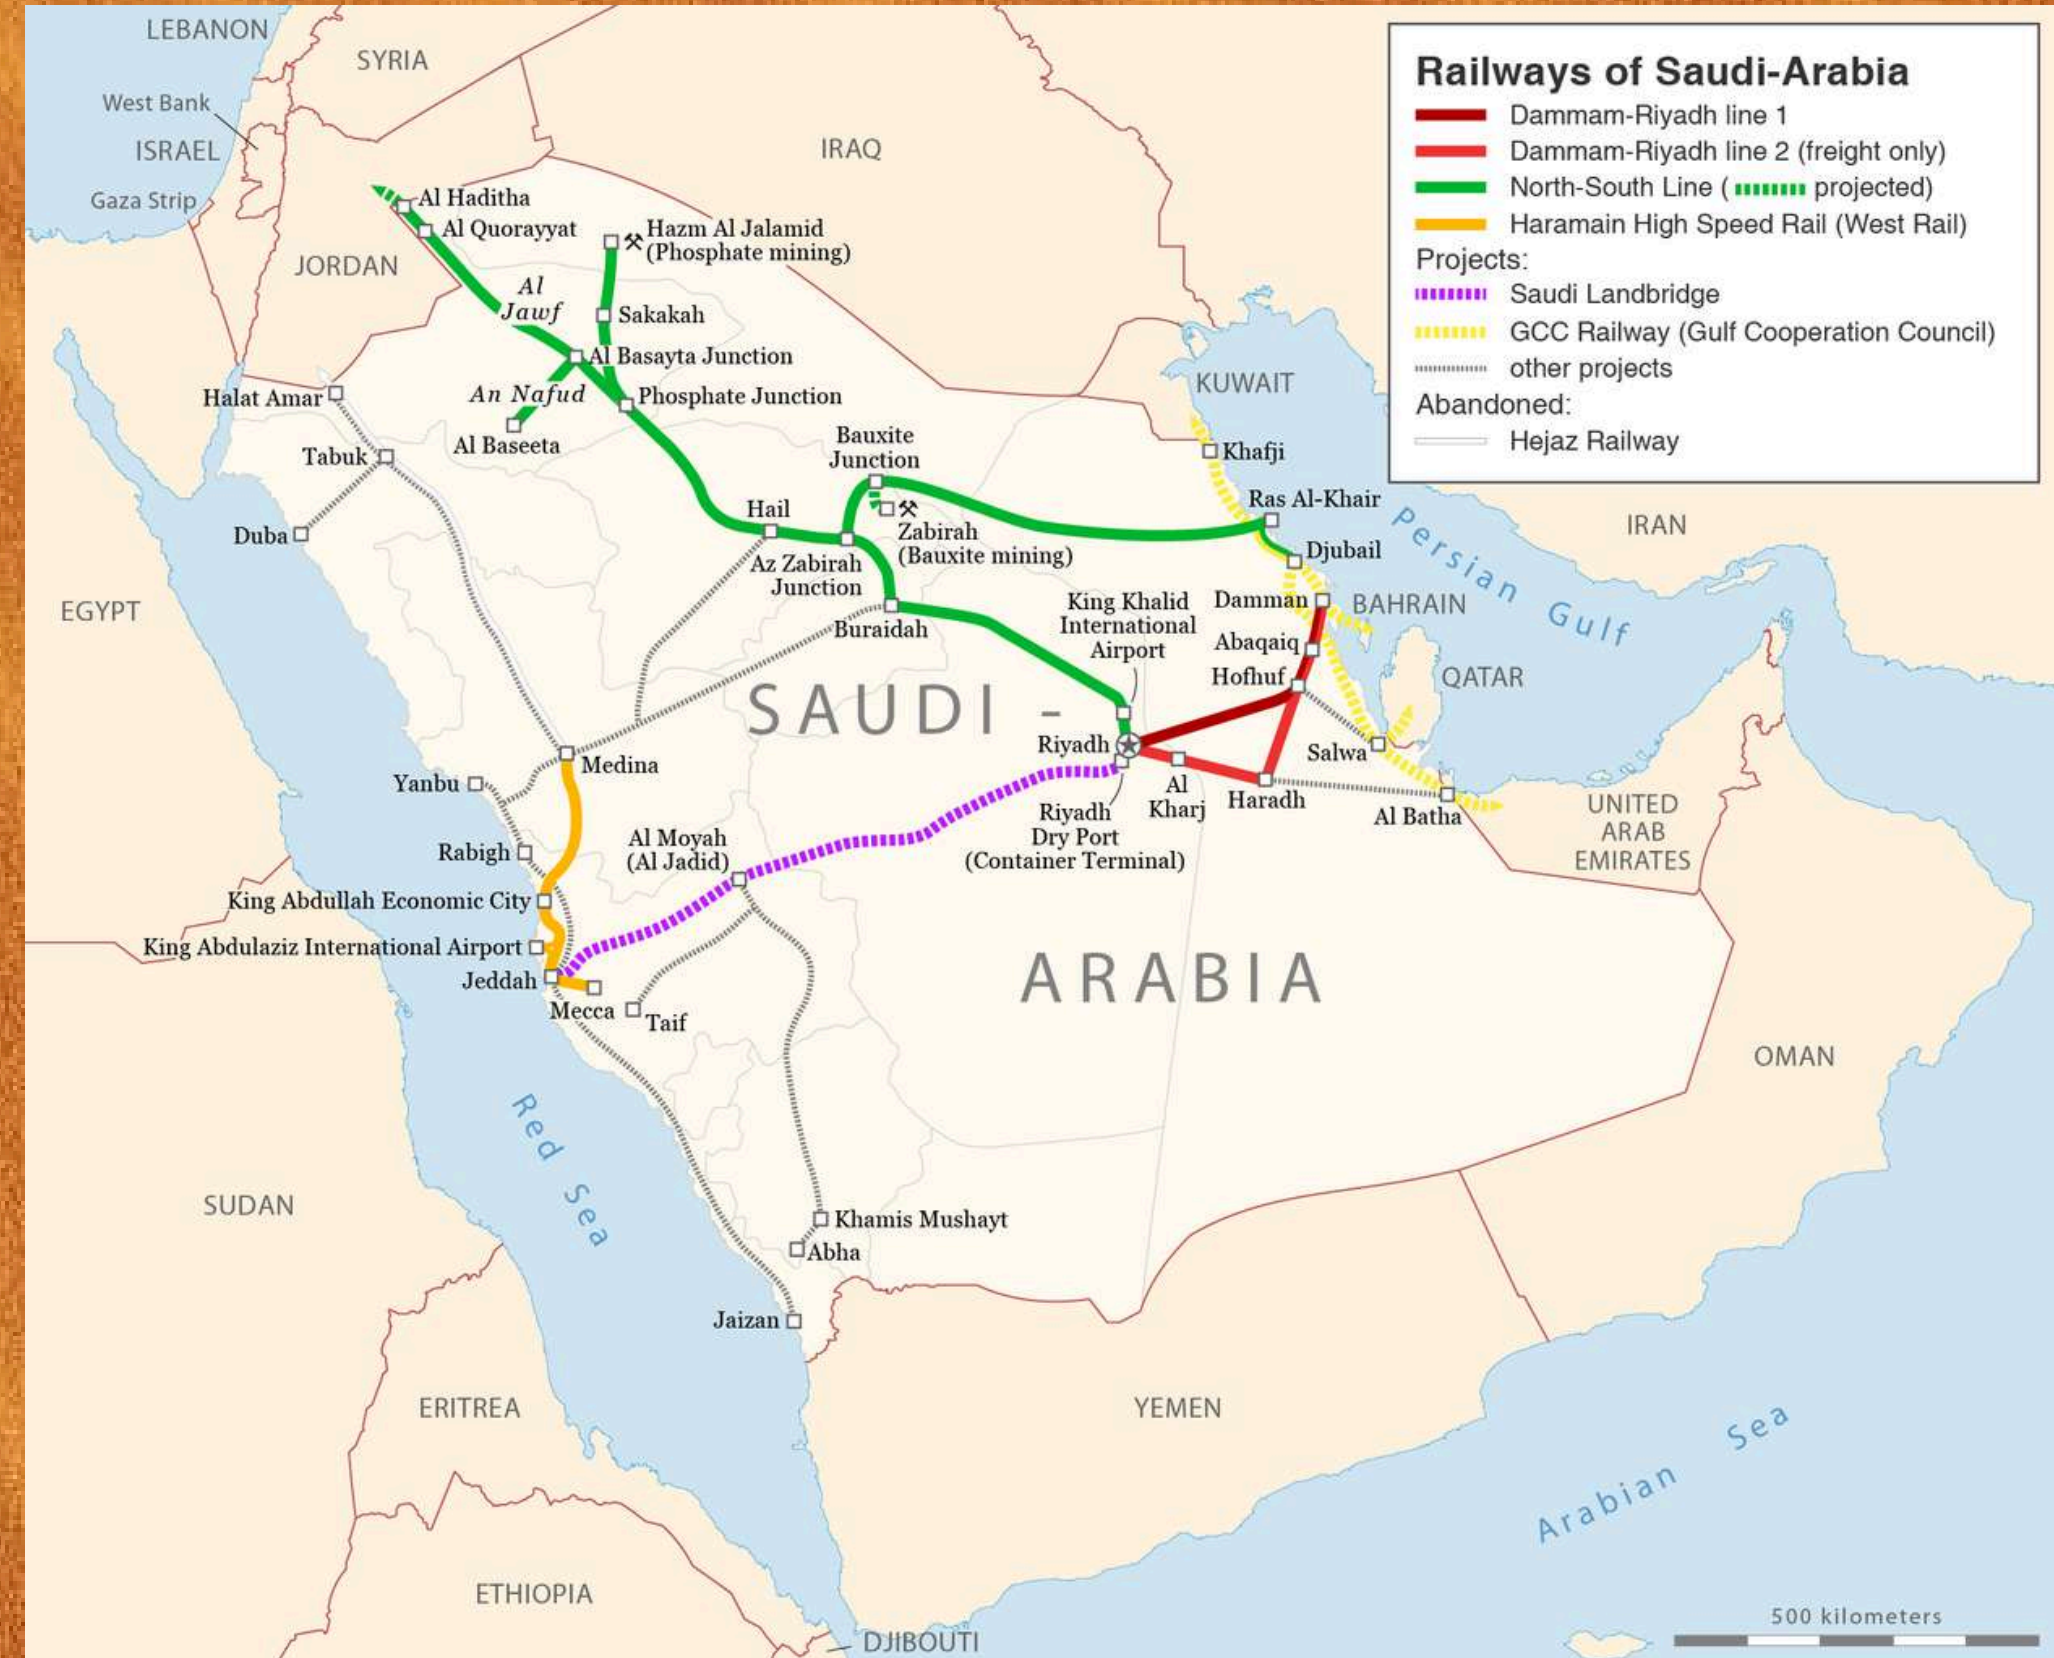 LEBANON
SYRIA
West Bank
ISRAEL
IRAQ
Gaza Strip
JORDAN
Railways of Saudi-Arabia
Dammam-Riyadh line 1
Dammam-Riyadh line 2 (freight only)
North-South Line ( projected)
Haramain High Speed Rail (West Rail)
Projects:
Saudi Landbridge
GCC Railway (Gulf Cooperation Council)
other projects
Abandoned:
Hejaz Railway
Al Haditha
Al Quorayyat
Hazm Al Jalamid
(Phosphate mining)
Al
Jawf
Sakakah
Al Basayta Junction
An Nafud
Phosphate Junction
Al Baseeta
Halat Amar
Tabuk
Duba
KUWAIT
Khafji
Bauxite
Junction
Hail
Zabirah
(Bauxite mining)
Az Zabirah
Junction
Buraidah
Ras Al-Khair
Djubail
Persian Gulf
IRAN
EGYPT
King Khalid
International
Airport
Damman
BAHRAIN
Abaqaiq
Hofhuf
QATAR
SAUDI -
Riyadh
Salwa
Medina
Yanbu
Al
Kharj
Haradh
Al Batha
Riyadh
Dry Port
(Container Terminal)
UNITED
ARAB
EMIRATES
Al Moyah
(Al Jadid)
Rabigh
King Abdullah Economic City
King Abdulaziz International Airport
Jeddah
Mecca
Taif
ARABIA
OMAN
Red Sea
SUDAN
Khamis Mushayt
Abha
Jaizan
ERITREA
YEMEN
Arabian Sea
ETHIOPIA
DJIBOUTI
500 kilometers